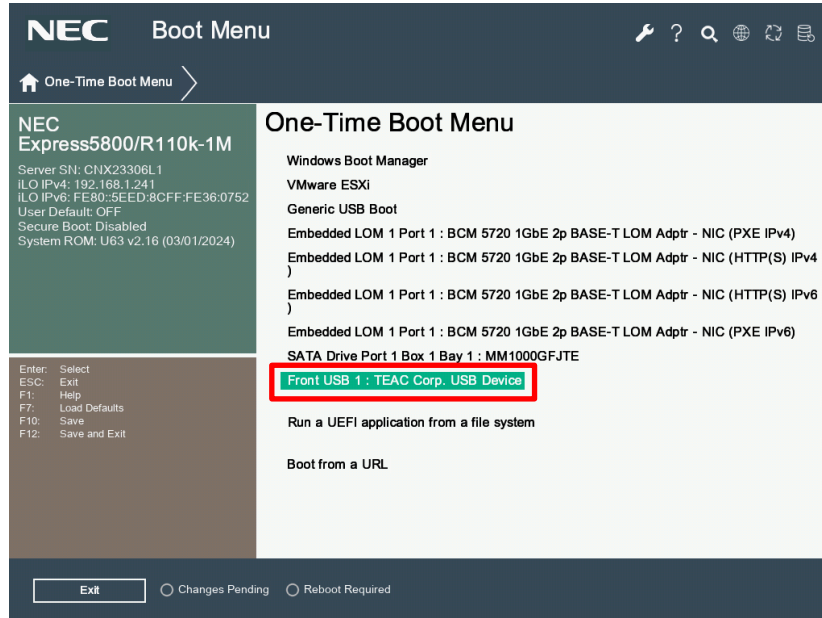 NEC Boot Menu
One-Time Boot Menu
NEC
Express5800/R110k-1M
Server SN: CNX23306L1
iLO IPv4: 192.168.1.241
iLO IPv6: FE80::5EED:8CFF:FE36:0752
User Default: OFF
Secure Boot: Disabled
System ROM: U63 v2.16 (03/01/2024)
Enter: Select
ESC: Exit
F1: Help
F7: Load Defaults
F10: Save
F12: Save and Exit
One-Time Boot Menu
Windows Boot Manager
VMware ESXi
Generic USB Boot
Embedded LOM 1 Port 1 : BCM 5720 1GbE 2p BASE-T LOM Adptr - NIC (PXE IPv4)
Embedded LOM 1 Port 1 : BCM 5720 1GbE 2p BASE-T LOM Adptr - NIC (HTTP(S) IPv4
)
Embedded LOM 1 Port 1 : BCM 5720 1GbE 2p BASE-T LOM Adptr - NIC (HTTP(S) IPv6
)
Embedded LOM 1 Port 1 : BCM 5720 1GbE 2p BASE-T LOM Adptr - NIC (PXE IPv6)
SATA Drive Port 1 Box 1 Bay 1 : MM1000GFJTE
Front USB 1 : TEAC Corp. USB Device
Run a UEFI application from a file system
Boot from a URL
Exit Changes Pending Reboot Required